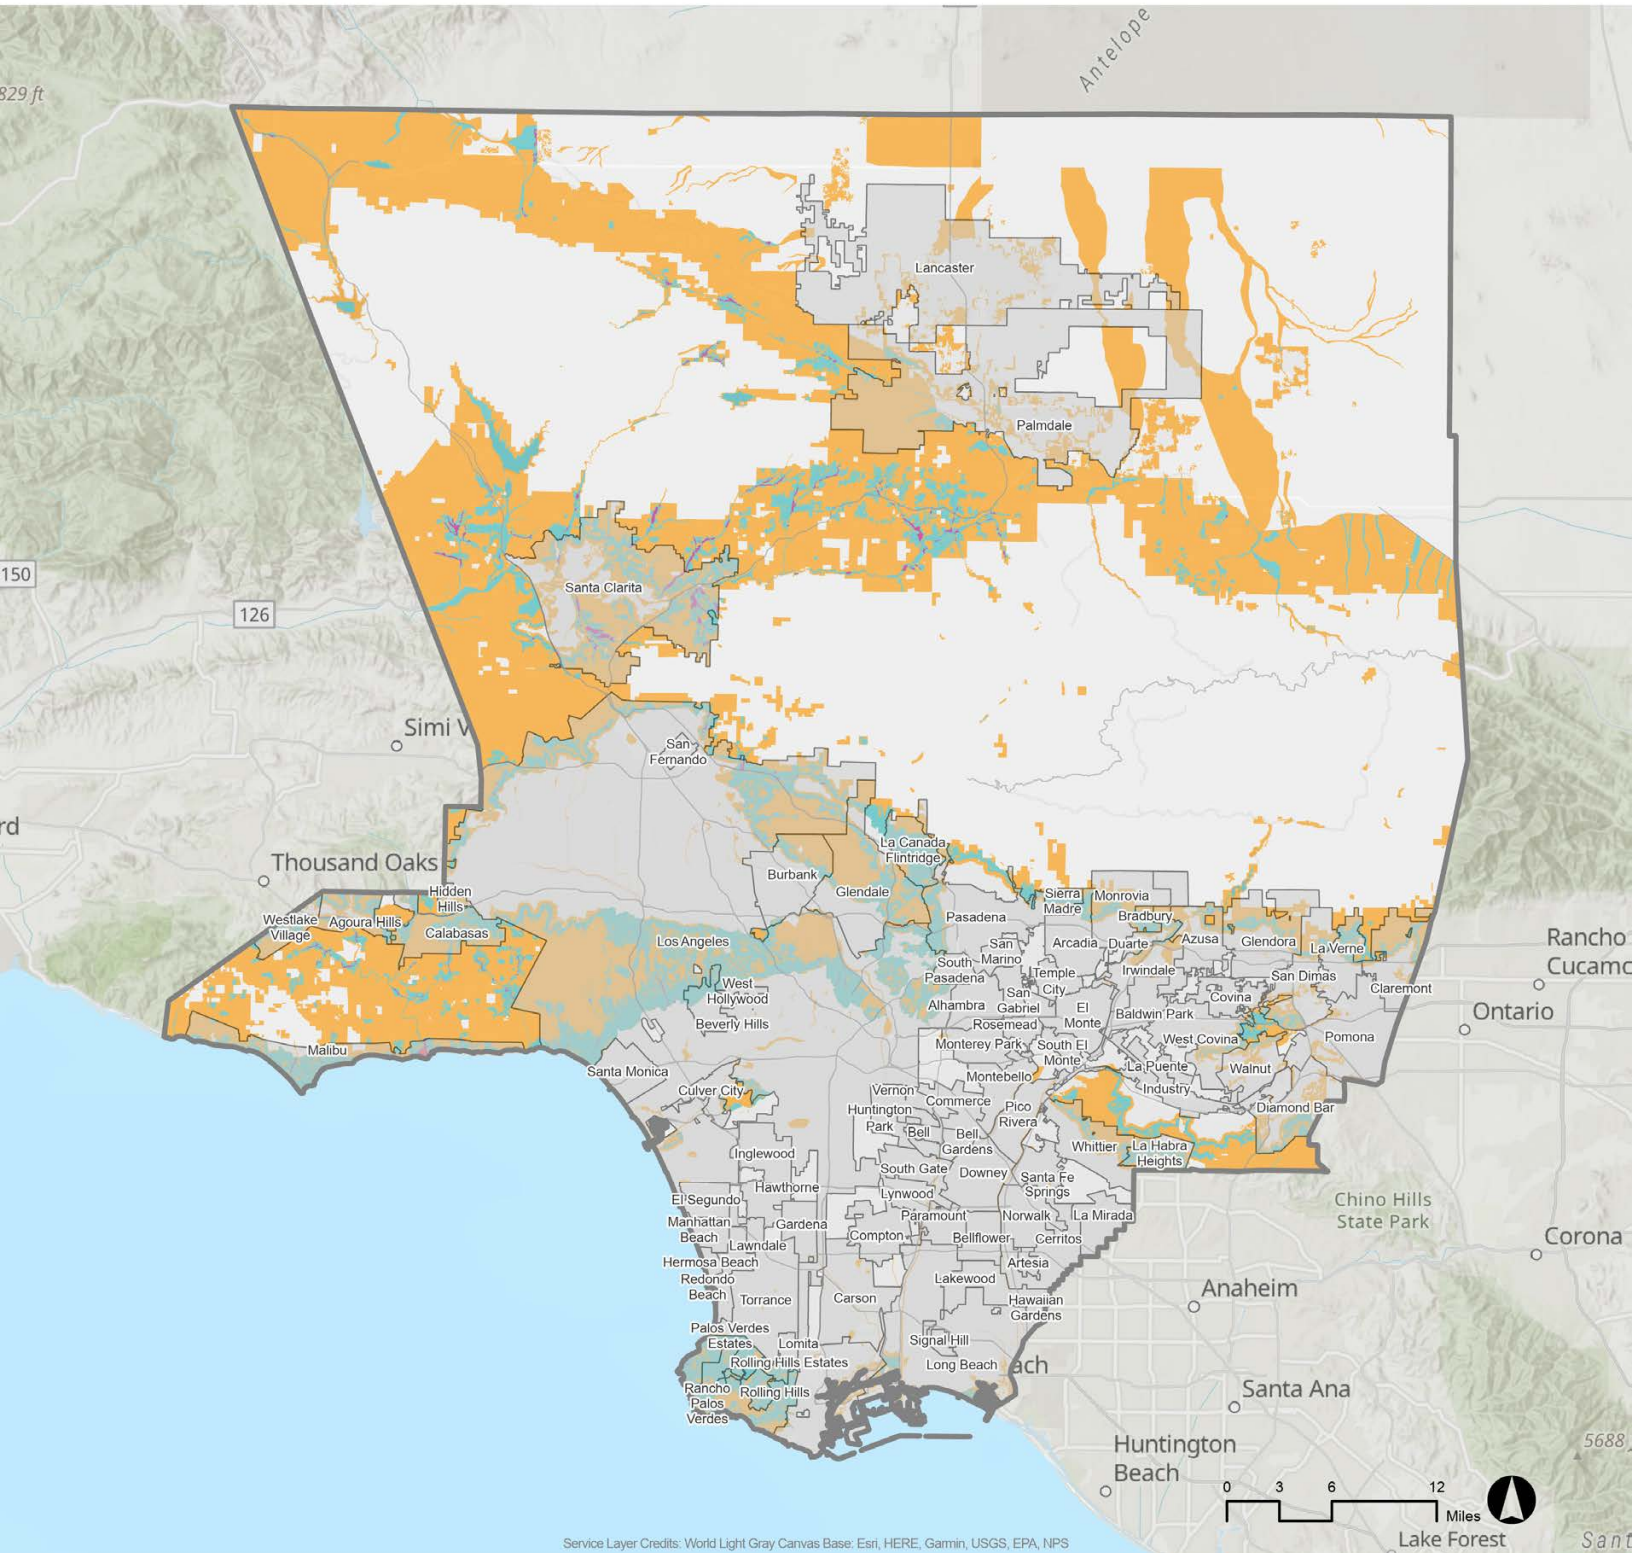 Antelope
829 ft
Lancaster
Palmdale
150
126
Santa Clarita
Simi V
San
Fernando
rd
Thousand Oaks
La Canada
Flintridge
Burbank
Glendale
Hidden
Hills
Westlake
Village
Agoura Hills
Calabasas
Los Angeles
Pasadena
Sierra
Madre
Monrovia
Bradbury
Arcadia
Duarte
Azusa
Glendora
La Verne
Rancho
Cucamo
San
Marino
South
Pasadena
Temple
City
Irwindale
San Dimas
Claremont
West
Hollywood
Alhambra
San
Gabriel
El
Monte
Baldwin Park
Covina
Ontario
Beverly Hills
Rosemead
Monterey Park
South El
Monte
West Covina
Pomona
Malibu
Santa Monica
Montebello
La Puente
Walnut
Culver City
Vernon
Commerce
Industry
Huntington
Park
Bell
Pico
Rivera
Diamond Bar
Bell
Gardens
Whittier
La Habra
Heights
Inglewood
South Gate
Downey
Santa Fe
Springs
Hawthorne
Lynwood
Chino Hills
State Park
El Segundo
Manhattan
Beach
Gardena
Paramount
Norwalk
La Mirada
Lawndale
Compton
Bellflower
Cerritos
Corona
Hermosa Beach
Artesia
Redondo
Beach
Torrance
Carson
Lakewood
Hawaiian
Gardens
Anaheim
Palos Verdes
Estates
Lomita
Signal Hill
Rolling Hills Estates
Long Beach
ach
Rancho
Palos
Verdes
Rolling Hills
Santa Ana
Huntington
Beach
5688
0 3 6 12
Miles
Lake Forest
Sant
Service Layer Credits: World Light Gray Canvas Base: Esri, HERE, Garmin, USGS, EPA, NPS